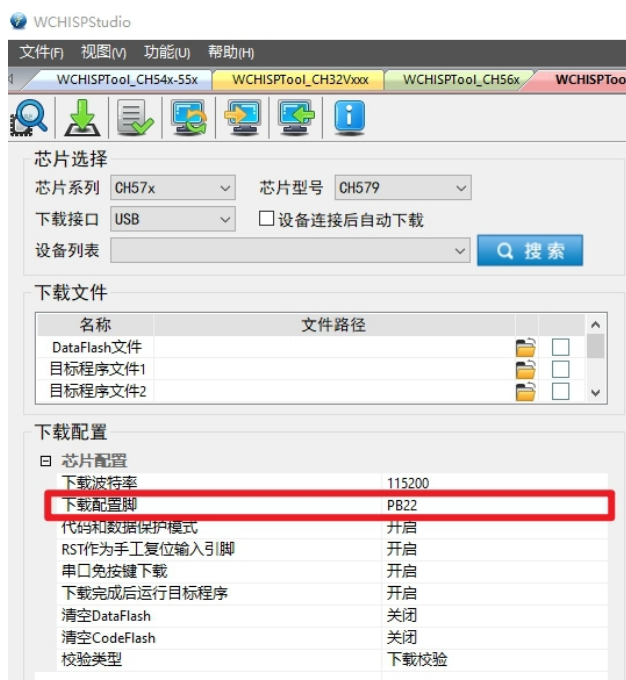 WCHISPStudio
文件(F) 视图(V) 功能(U) 帮助(H)
WCHISPTool_CH54x-55x WCHISPTool_CH32Vxxx WCHISPTool_CH56x WCHISPToo
芯片选择
芯片系列 CH57x 芯片型号 CH579
下载接口 USB 设备连接后自动下载
设备列表 搜索
下载文件
名称 文件路径
DataFlash文件
目标程序文件1
目标程序文件2
下载配置
芯片配置
下载波特率 115200
下载配置脚 PB22
代码和数据保护模式 开启
RST作为手工复位输入引脚 开启
串口免按键下载 开启
下载完成后运行目标程序 开启
清空DataFlash 关闭
清空CodeFlash 关闭
校验类型 下载校验